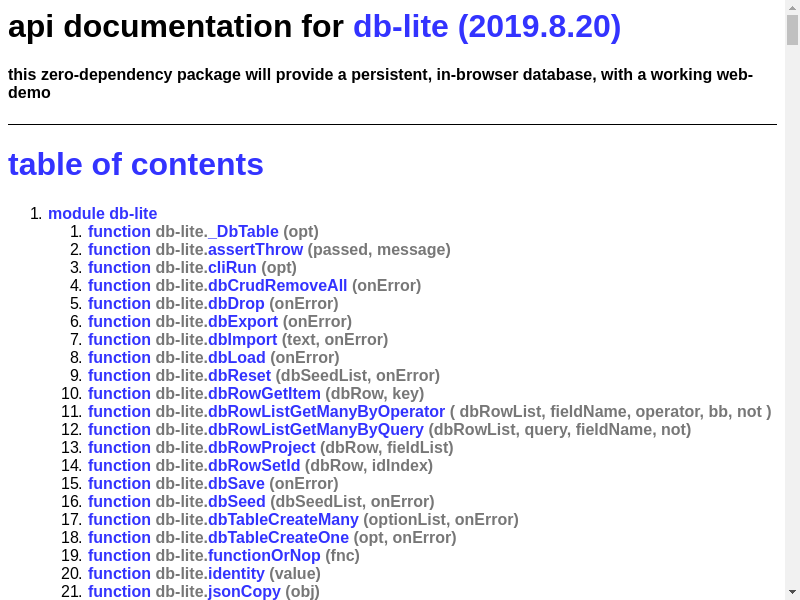 api documentation for db-lite (2019.8.20)
this zero-dependency package will provide a persistent, in-browser database, with a working web-
demo
table of contents
1. module db-lite
1. function db-lite._DbTable (opt)
2. function db-lite.assertThrow (passed, message)
3. function db-lite.cliRun (opt)
4. function db-lite.dbCrudRemoveAll (onError)
5. function db-lite.dbDrop (onError)
6. function db-lite.dbExport (onError)
7. function db-lite.dbImport (text, onError)
8. function db-lite.dbLoad (onError)
9. function db-lite.dbReset (dbSeedList, onError)
10. function db-lite.dbRowGetItem (dbRow, key)
11. function db-lite.dbRowListGetManyByOperator ( dbRowList, fieldName, operator, bb, not )
12. function db-lite.dbRowListGetManyByQuery (dbRowList, query, fieldName, not)
13. function db-lite.dbRowProject (dbRow, fieldList)
14. function db-lite.dbRowSetId (dbRow, idIndex)
15. function db-lite.dbSave (onError)
16. function db-lite.dbSeed (dbSeedList, onError)
17. function db-lite.dbTableCreateMany (optionList, onError)
18. function db-lite.dbTableCreateOne (opt, onError)
19. function db-lite.functionOrNop (fnc)
20. function db-lite.identity (value)
21. function db-lite.jsonCopy (obj)